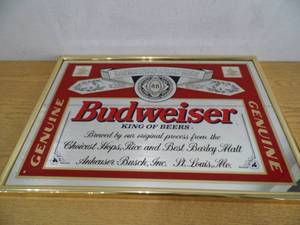 Budweiser
KING OF BEERS
Brewed by our original process from the
Choicest Hops, Rice and Best Barley Malt
Anheuser-Busch, Inc. St. Louis, Mo.
GENUINE
GENUINE